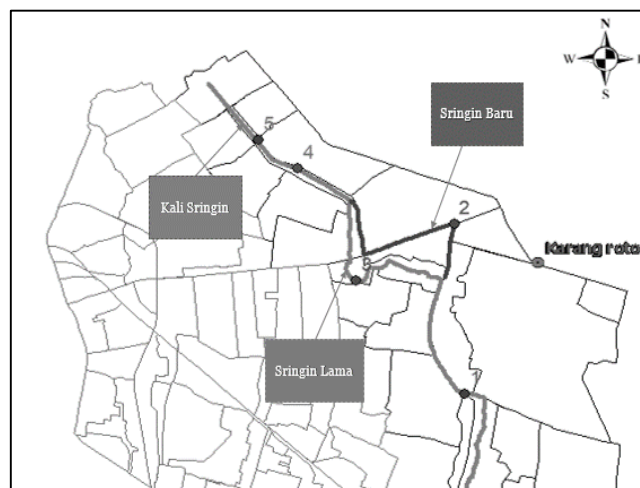 N
W
E
S
Sringin Baru
5
4
Kali Sringin
2
Karang roto
3
Sringin Lama
1